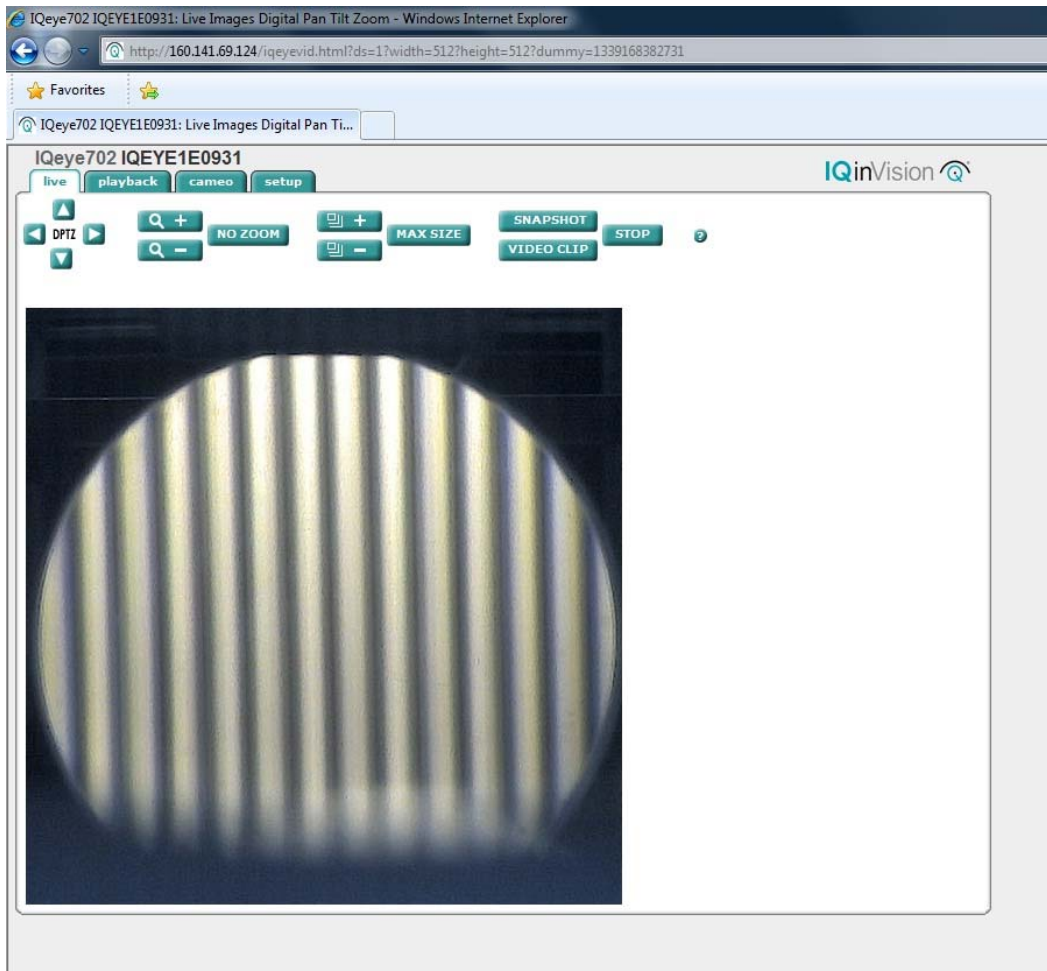 IQeye702 IQEYE1E0931: Live Images Digital Pan Tilt Zoom - Windows Internet Explorer
http://160.141.69.124/iqeyevid.html?ds=1?width=512?height=512?dummy=1339168382731
Favorites
IQeye702 IQEYE1E0931: Live Images Digital Pan Ti...
IQeye702 IQEYE1E0931
IQinVision
live playback cameo setup
SNAPSHOT
DPTZ NO ZOOM MAX SIZE STOP ?
VIDEO CLIP